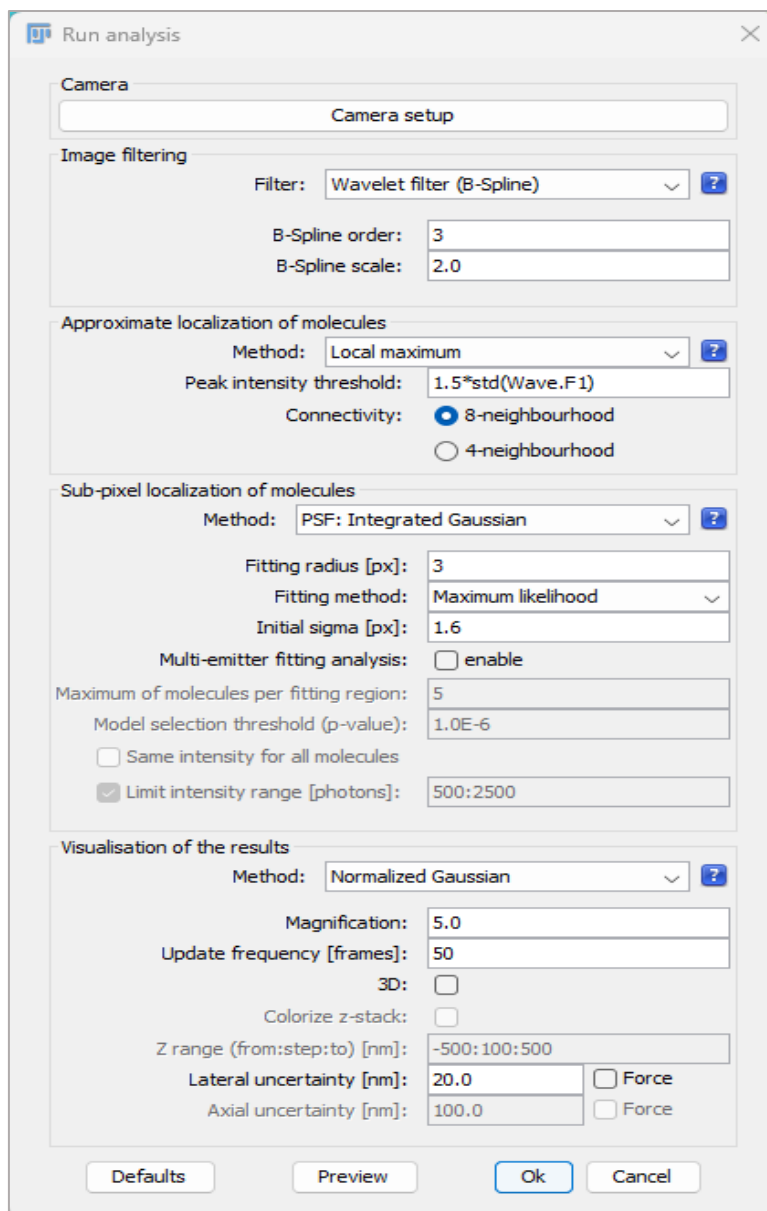 Run analysis
Camera
Camera setup
Image filtering
Filter: Wavelet filter (B-Spline) ?
B-Spline order: 3
B-Spline scale: 2.0
Approximate localization of molecules
Method: Local maximum ?
Peak intensity threshold: 1.5*std(Wave.F1)
Connectivity: 8-neighbourhood
4-neighbourhood
Sub-pixel localization of molecules
Method: PSF: Integrated Gaussian ?
Fitting radius [px]: 3
Fitting method: Maximum likelihood
Initial sigma [px]: 1.6
Multi-emitter fitting analysis: enable
Maximum of molecules per fitting region: 5
Model selection threshold (p-value): 1.0E-6
Same intensity for all molecules
Limit intensity range [photons]: 500:2500
Visualisation of the results
Method: Normalized Gaussian ?
Magnification: 5.0
Update frequency [frames]: 50
3D:
Colorize z-stack:
Z range (from:step:to) [nm]: -500:100:500
Lateral uncertainty [nm]: 20.0 Force
Axial uncertainty [nm]: 100.0 Force
Defaults Preview Ok Cancel